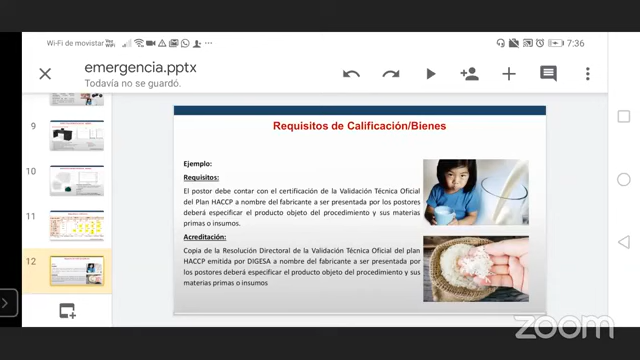 Wi-Fi de movistar
7:36
emergencia.pptx
Todavía no se guardó.
9
10
11
12
Requisitos de Calificación/Bienes
Ejemplo:
Requisitos:
El postor debe contar con el certificación de la Validación Técnica Oficial
del Plan HACCP a nombre del fabricante a ser presentada por los postores
deberá especificar el producto objeto del procedimiento y sus materias
primas o insumos.
Acreditación:
Copia de la Resolución Directoral de la Validación Técnica Oficial del plan
HACCP emitida por DIGESA a nombre del fabricante a ser presentada por
los postores deberá especificar el producto objeto del procedimiento y sus
materias primas o insumos
zoom